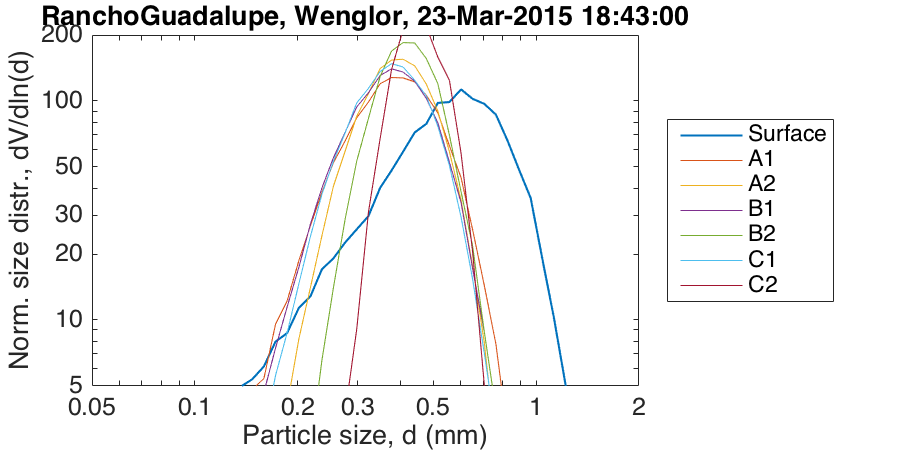 RanchoGuadalupe, Wenglor, 23-Mar-2015 18:43:00
Norm. size distr., dV/dln(d)
200
100
50
30
20
10
5
0.05 0.1 0.2 0.3 0.5 1 2
Particle size, d (mm)
Surface
A1
A2
B1
B2
C1
C2